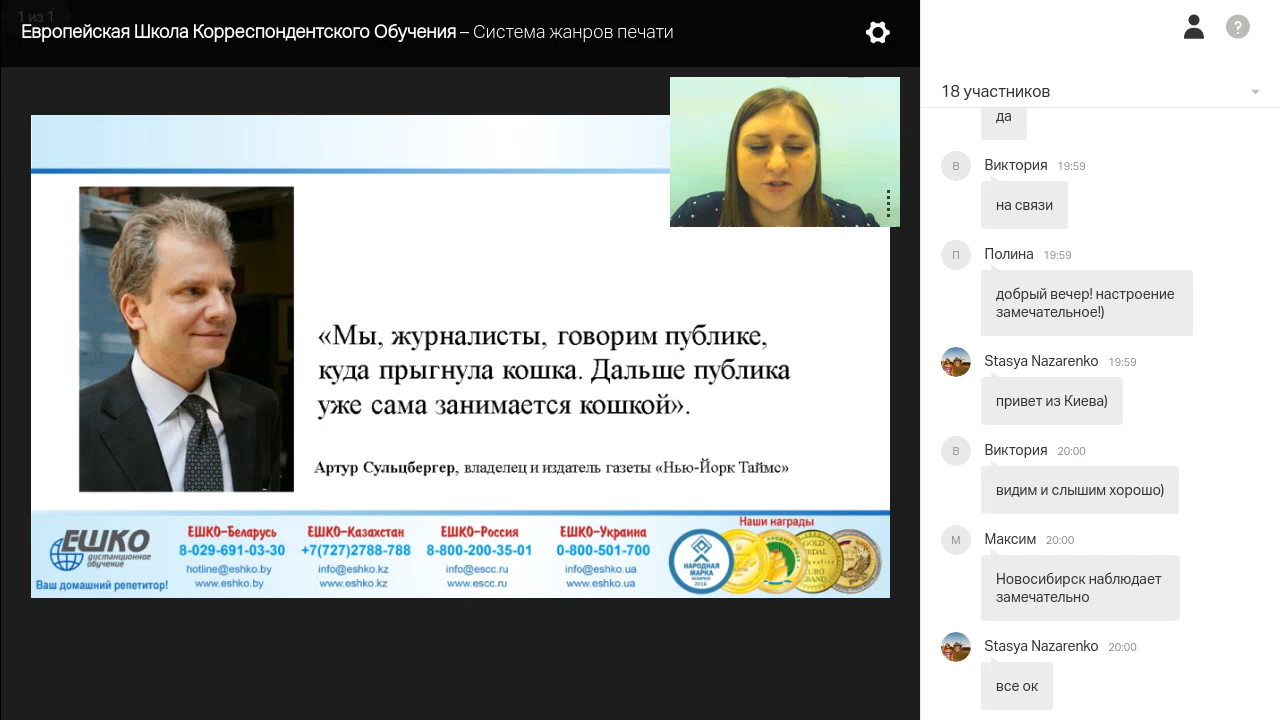 1 из 1
Европейская Школа Корреспондентского Обучения – Система жанров печати
«Мы, журналисты, говорим публике,
куда прыгнула кошка. Дальше публика
уже сама занимается кошкой».
Артур Сульцбергер, владелец и издатель газеты «Нью-Йорк Таймс»
ЕШКО
дистанционное
обучение
Ваш домашний репетитор!
ЕШКО-Беларусь
8-029-691-03-30
hotline@eshko.by
www.eshko.by
ЕШКО-Казахстан
+7(727)2788-788
info@eshko.kz
www.eshko.kz
ЕШКО-Россия
8-800-200-35-01
info@escc.ru
www.escc.ru
ЕШКО-Украина
0-800-501-700
info@eshko.ua
www.eshko.ua
Наши награды
НАРОДНАЯ
МАРКА
GOLD
MEDAL
18 участников
да
В Виктория 19:59
на связи
П Полина 19:59
добрый вечер! настроение
замечательное!)
Stasya Nazarenko 19:59
привет из Киева)
В Виктория 20:00
видим и слышим хорошо)
М Максим 20:00
Новосибирск наблюдает
замечательно
Stasya Nazarenko 20:00
все ок